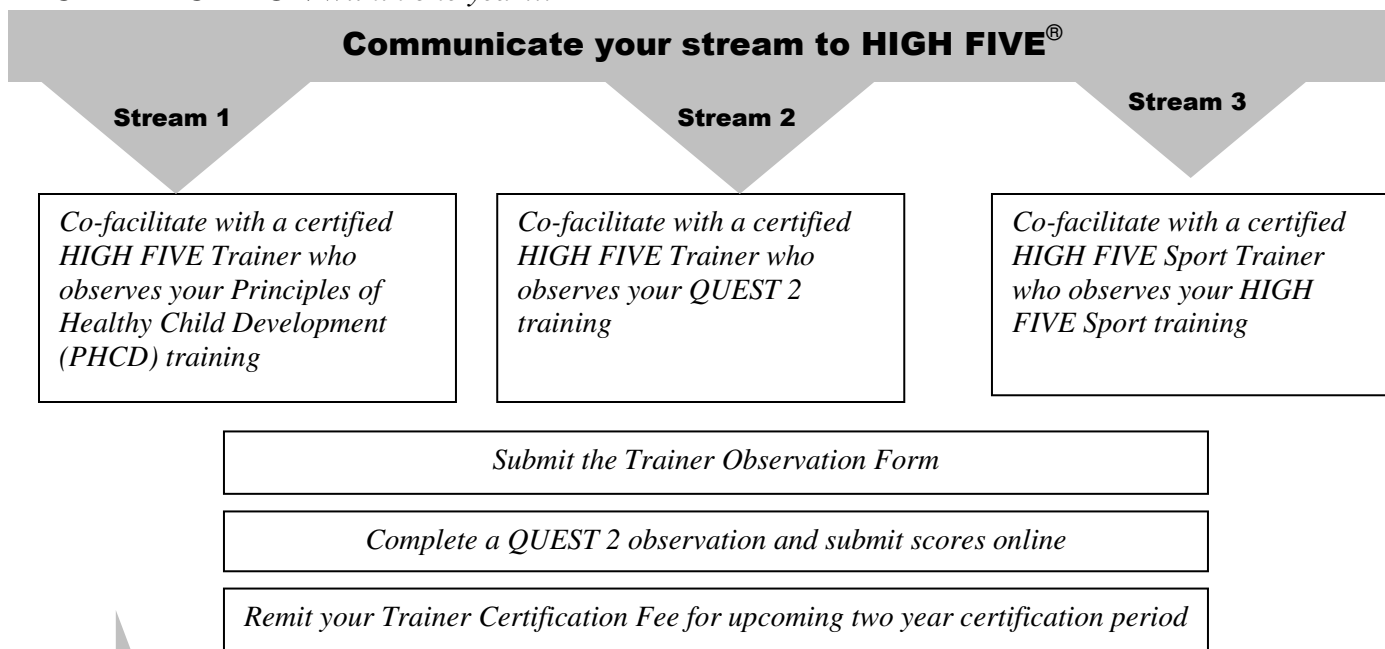 Communicate your stream to HIGH FIVE®
Stream 1
Stream 2
Stream 3
Co-facilitate with a certified
HIGH FIVE Trainer who
observes your Principles of
Healthy Child Development
(PHCD) training
Co-facilitate with a certified
HIGH FIVE Trainer who
observes your QUEST 2
training
Co-facilitate with a certified
HIGH FIVE Sport Trainer
who observes your HIGH
FIVE Sport training
Submit the Trainer Observation Form
Complete a QUEST 2 observation and submit scores online
Remit your Trainer Certification Fee for upcoming two year certification period